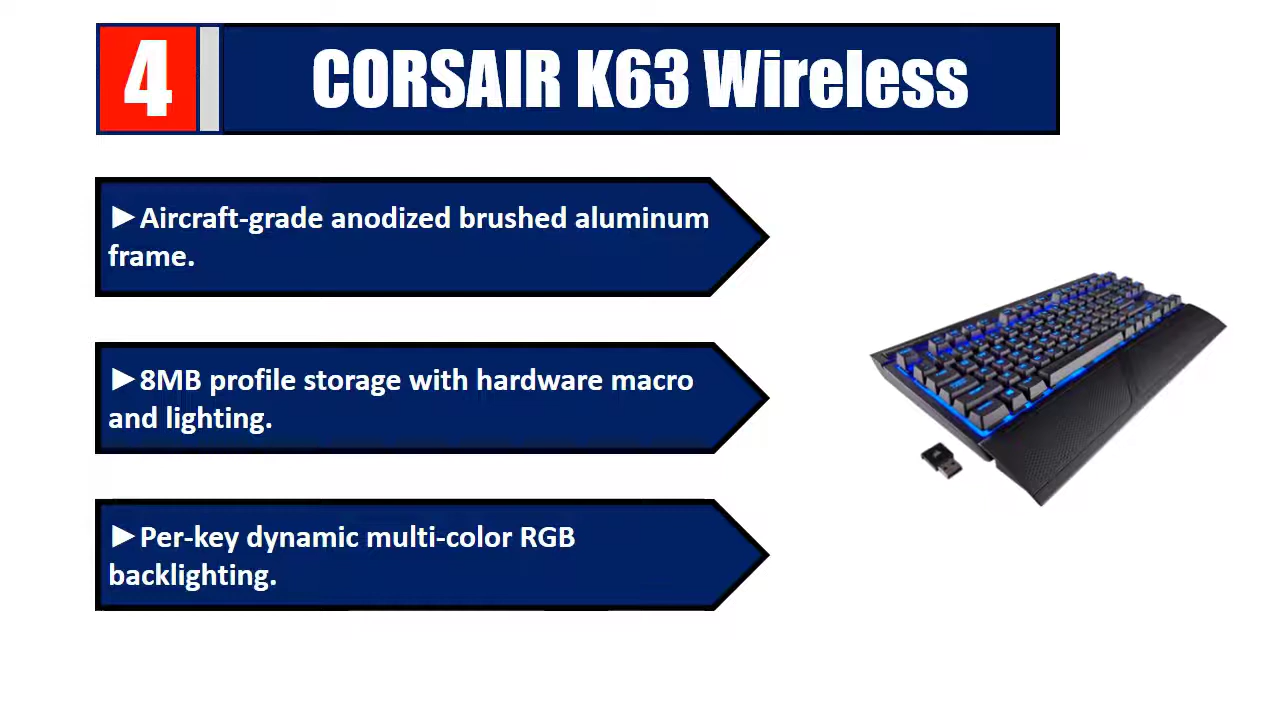 4
CORSAIR K63 Wireless
►Aircraft-grade anodized brushed aluminum
frame.
►8MB profile storage with hardware macro
and lighting.
►Per-key dynamic multi-color RGB
backlighting.